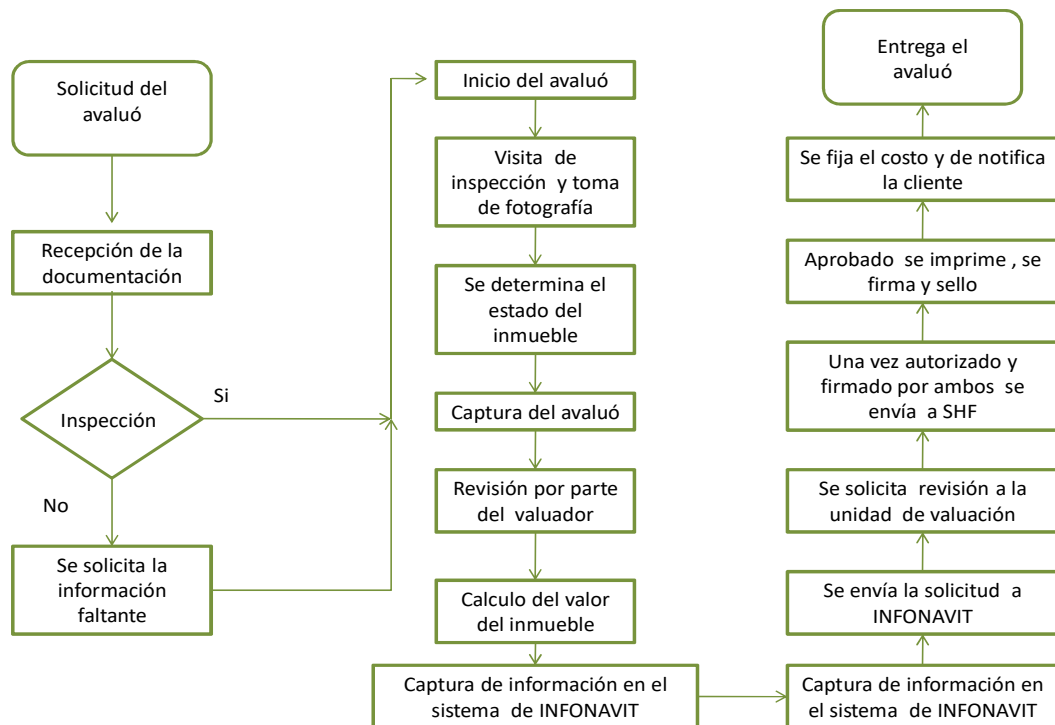 Solicitud del
avaluó
Recepción de la
documentación
Inspección
Si
No
Se solicita la
información
faltante
Inicio del avaluó
Visita de
inspección y toma
de fotografía
Se determina el
estado del
inmueble
Captura del avaluó
Revisión por parte
del valuador
Calculo del valor
del inmueble
Captura de información en el
sistema de INFONAVIT
Captura de información en
el sistema de INFONAVIT
Se envía la solicitud a
INFONAVIT
Se solicita revisión a la
unidad de valuación
Una vez autorizado y
firmado por ambos se
envía a SHF
Aprobado se imprime , se
firma y sello
Se fija el costo y de notifica
la cliente
Entrega el
avaluó